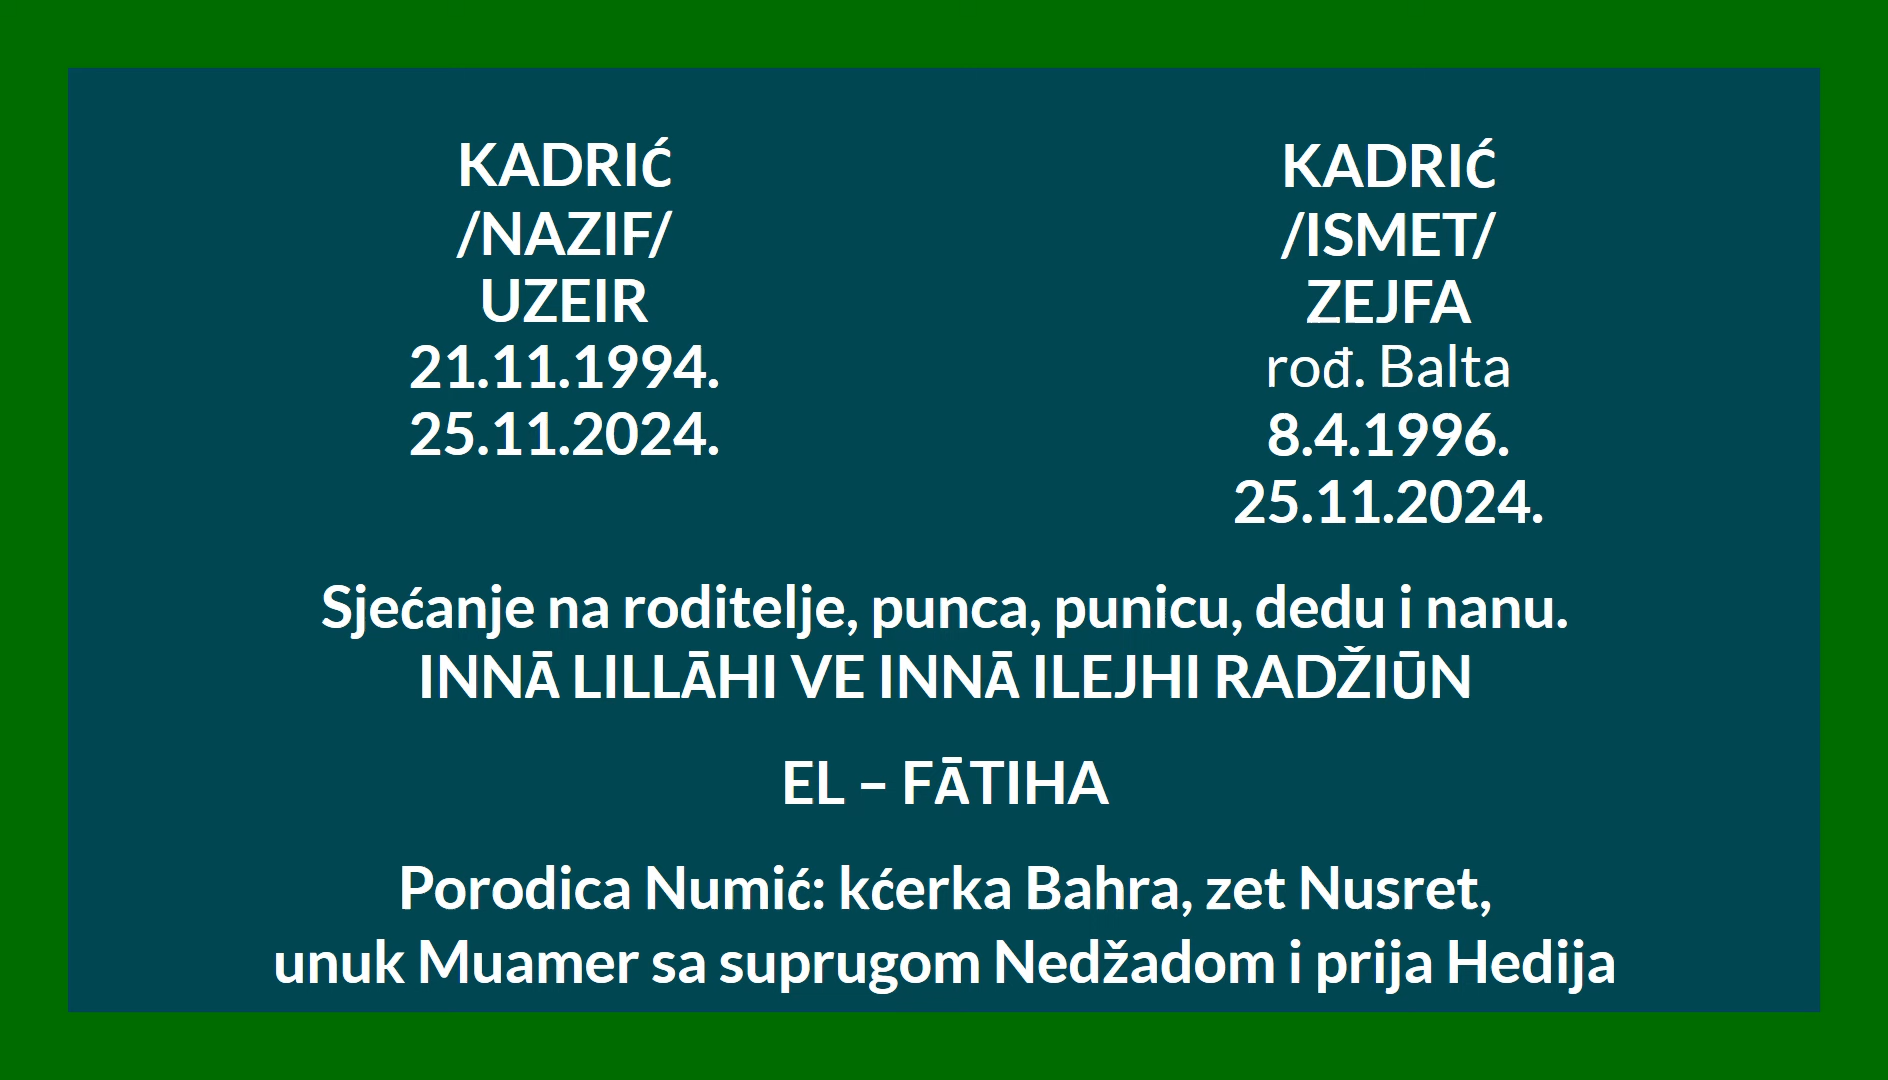 KADRIĆ
/NAZIF/
UZEIR
21.11.1994.
25.11.2024.
KADRIĆ
/ISMET/
ZEJFA
rođ. Balta
8.4.1996.
25.11.2024.
Sjećanje na roditelje, punca, punicu, dedu i nanu.
INNĀ LILLĀHI VE INNĀ ILEJHI RADŽIŪN
EL – FĀTIHA
Porodica Numić: kćerka Bahra, zet Nusret,
unuk Muamer sa suprugom Nedžadom i prija Hedija